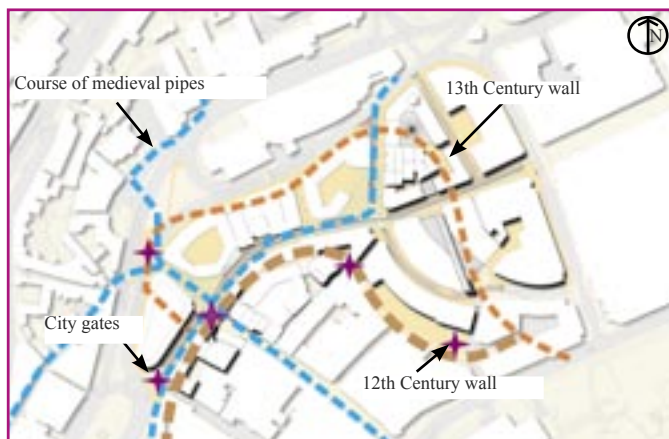 N
Course of medieval pipes
13th Century wall
City gates
12th Century wall